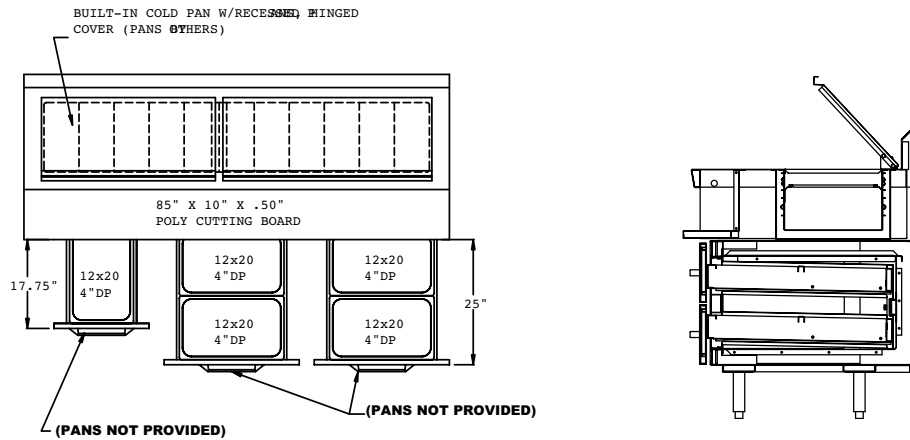 BUILT-IN COLD PAN W/RECESSED, HINGED
COVER (PANS BY OTHERS)
85" X 10" X .50"
POLY CUTTING BOARD
17.75"
12x20
4"DP
12x20
4"DP
12x20
4"DP
25"
12x20
4"DP
12x20
4"DP
(PANS NOT PROVIDED)
(PANS NOT PROVIDED)